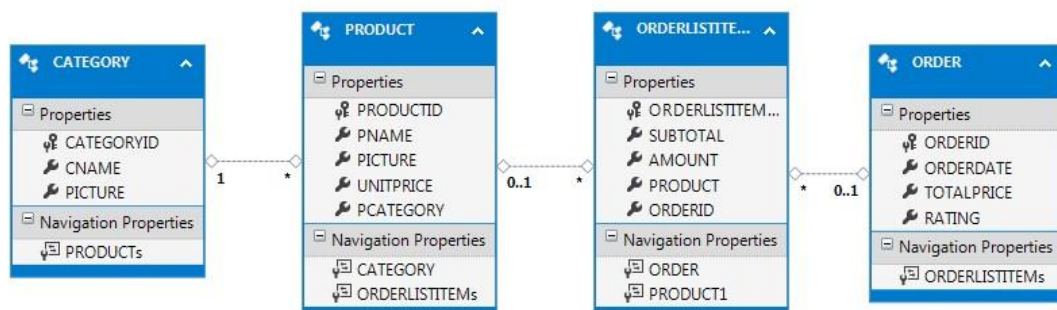 CATEGORY
Properties
CATEGORYID
CNAME
PICTURE
Navigation Properties
PRODUCTs
1
*
PRODUCT
Properties
PRODUCTID
PNAME
PICTURE
UNITPRICE
PCATEGORY
Navigation Properties
CATEGORY
ORDERLISTITEMs
0..1
*
ORDERLISTITE...
Properties
ORDERLISTITEM...
SUBTOTAL
AMOUNT
PRODUCT
ORDERID
Navigation Properties
ORDER
PRODUCT1
*
0..1
ORDER
Properties
ORDERID
ORDERDATE
TOTALPRICE
RATING
Navigation Properties
ORDERLISTITEMs